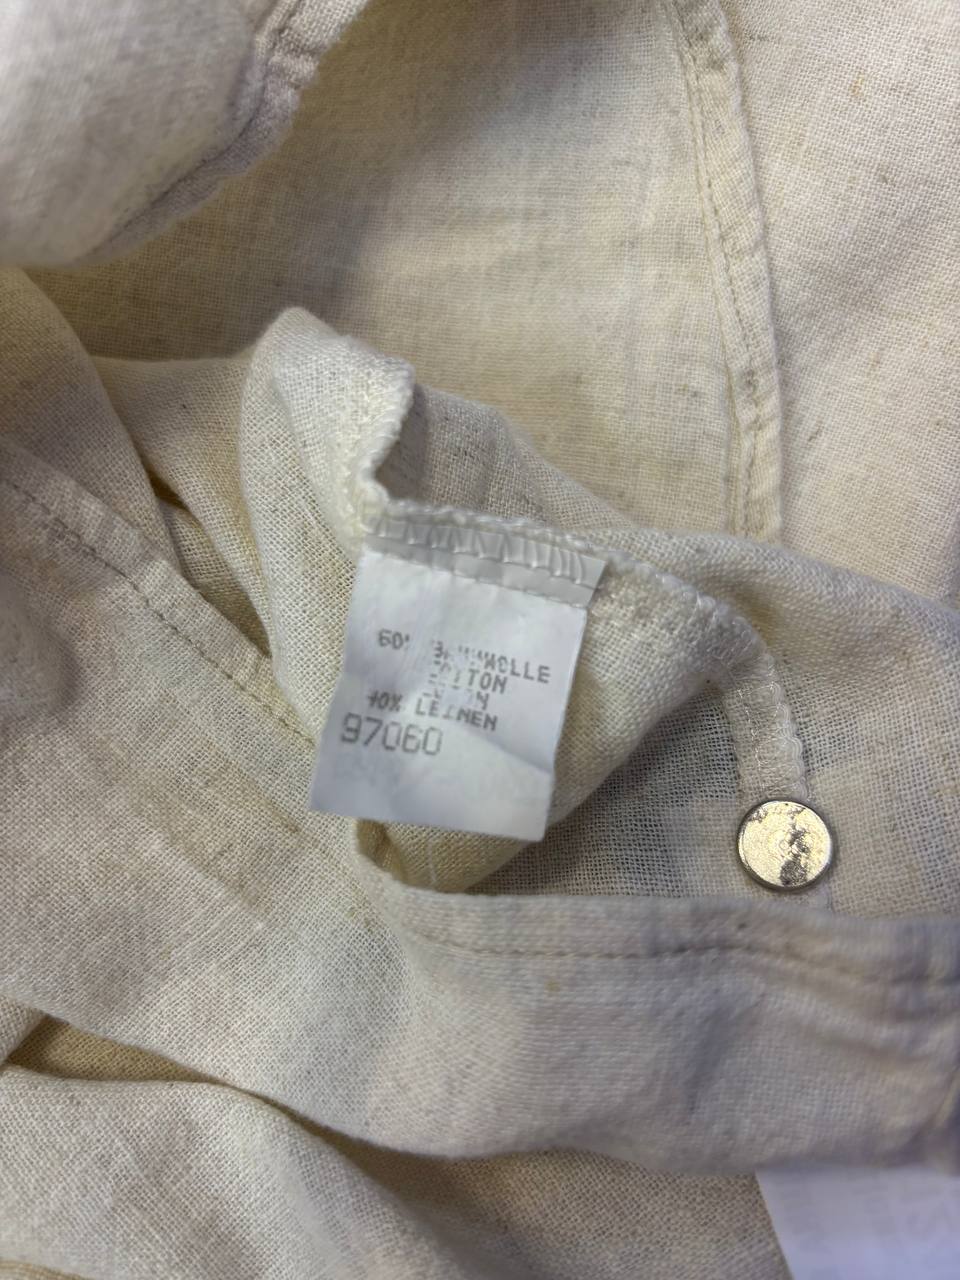 60% BAUMWOLLE
COTTON
40% LEINEN
97060